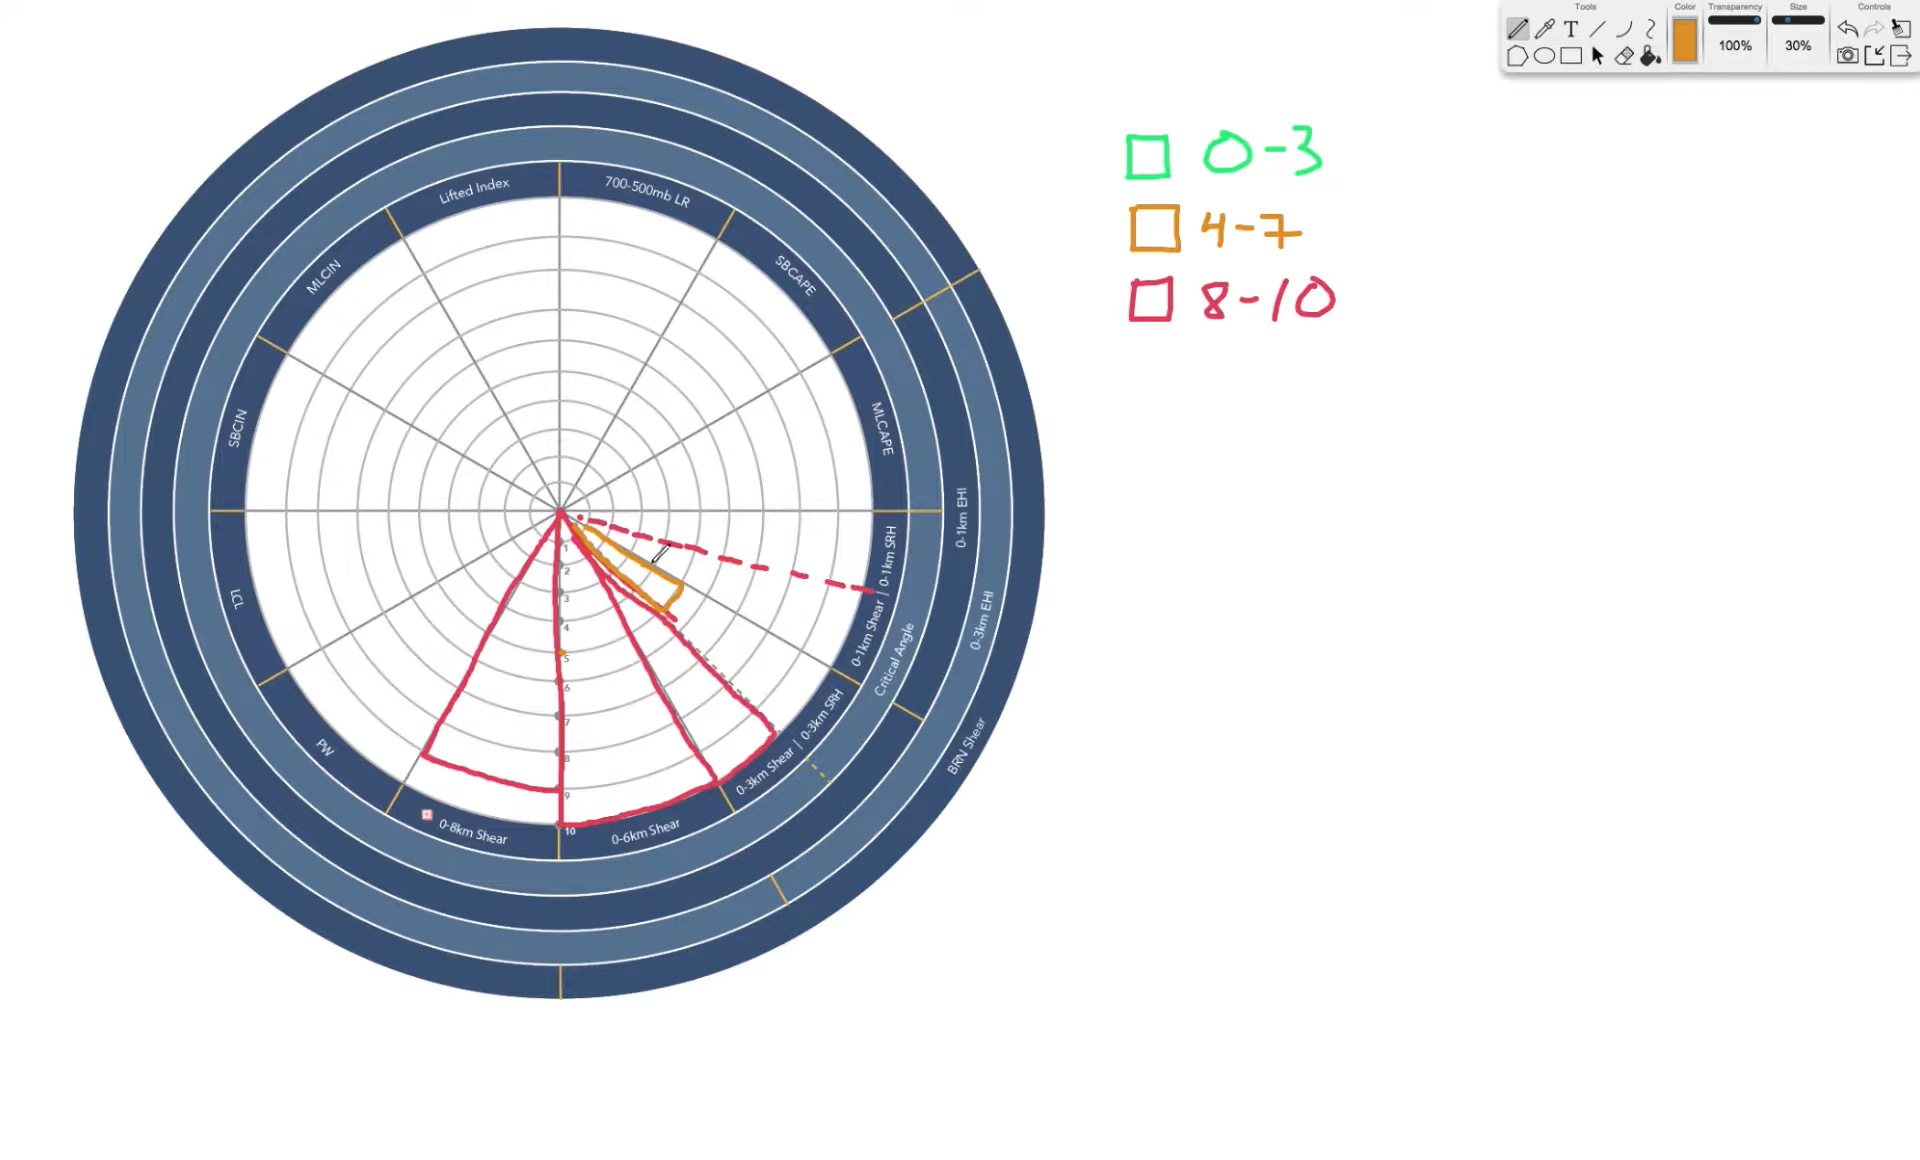 Tools
Color
Transparency
Size
Controls
100%
30%
0-3
4-7
8-10
Lifted Index
700-500mb LR
MLCIN
SBCAPE
SBCIN
MLCAPE
LCL
PW
0-8km Shear
0-6km Shear
0-3km Shear | 0-3km SRH
0-1km Shear | 0-1km SRH
Critical Angle
0-1km EHI
0-3km EHI
BRN Shear
1
2
3
4
5
6
7
8
9
10